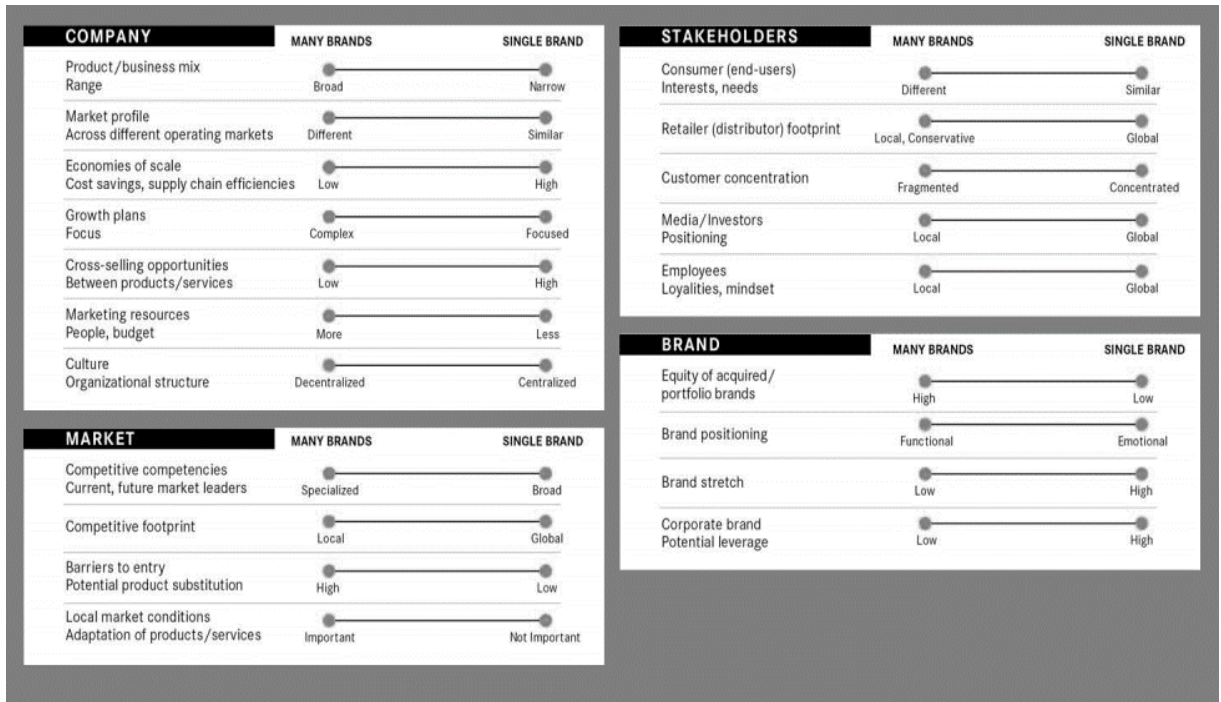 COMPANY MANY BRANDS SINGLE BRAND
Product/business mix
Range Broad Narrow
Market profile
Across different operating markets Different Similar
Economies of scale
Cost savings, supply chain efficiencies Low High
Growth plans
Focus Complex Focused
Cross-selling opportunities
Between products/services Low High
Marketing resources
People, budget More Less
Culture
Organizational structure Decentralized Centralized
MARKET MANY BRANDS SINGLE BRAND
Competitive competencies
Current, future market leaders Specialized Broad
Competitive footprint
Local Global
Barriers to entry
Potential product substitution High Low
Local market conditions
Adaptation of products/services Important Not Important
STAKEHOLDERS MANY BRANDS SINGLE BRAND
Consumer (end-users)
Interests, needs Different Similar
Retailer (distributor) footprint
Local, Conservative Global
Customer concentration
Fragmented Concentrated
Media/Investors
Positioning Local Global
Employees
Loyalities, mindset Local Global
BRAND MANY BRANDS SINGLE BRAND
Equity of acquired/
portfolio brands High Low
Brand positioning
Functional Emotional
Brand stretch
Low High
Corporate brand
Potential leverage Low High